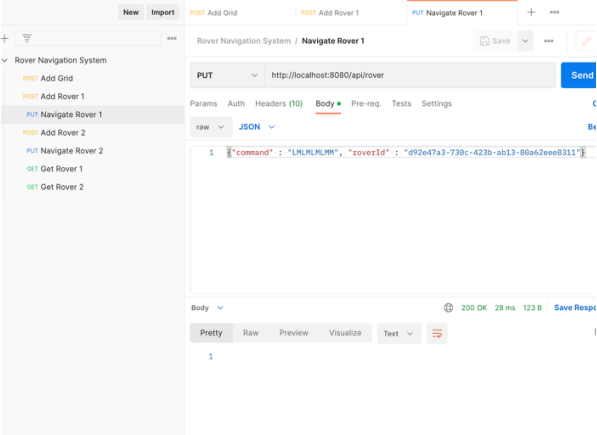 New Import
POST Add Grid POST Add Rover 1 PUT Navigate Rover 1
Rover Navigation System / Navigate Rover 1 Save
Rover Navigation System
POST Add Grid
POST Add Rover 1
PUT Navigate Rover 1
POST Add Rover 2
PUT Navigate Rover 2
GET Get Rover 1
GET Get Rover 2
PUT http://localhost:8080/api/rover Send
Params Auth Headers (10) Body Pre-req. Tests Settings
raw JSON Be
1 {"command" : "LMLMLMLMM", "roverId" : "d92e47a3-730c-423b-ab13-80a62eee8311"}
Body 200 OK 28 ms 123 B Save Respo
Pretty Raw Preview Visualize Text
1